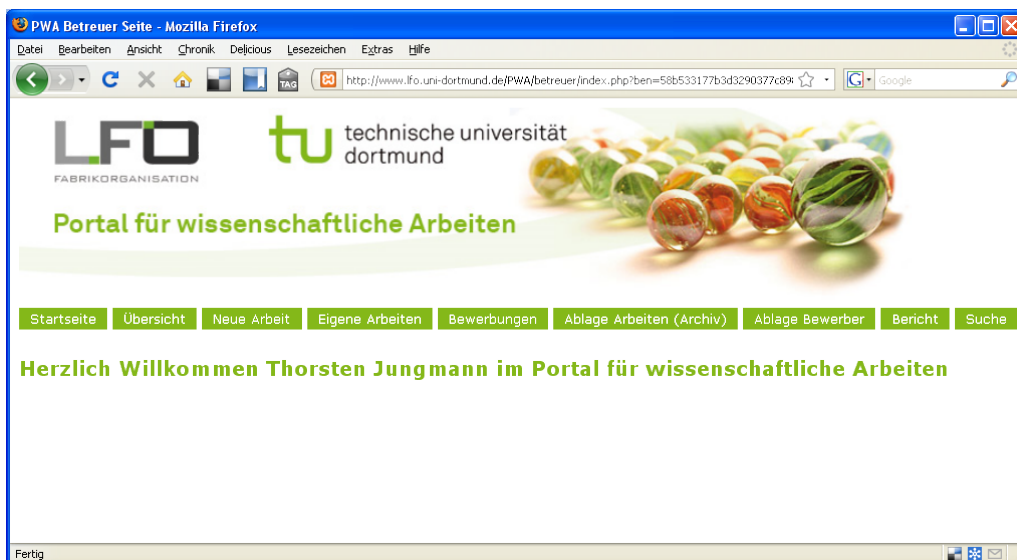 PWA Betreuer Seite - Mozilla Firefox
Datei Bearbeiten Ansicht Chronik Delicious Lesezeichen Extras Hilfe
TAG http://www.lfo.uni-dortmund.de/PWA/betreuer/index.php?ben=58b533177b3d3290377c89 G Google
LFO tu technische universität
dortmund
FABRIKORGANISATION
Portal für wissenschaftliche Arbeiten
Startseite Übersicht Neue Arbeit Eigene Arbeiten Bewerbungen Ablage Arbeiten (Archiv) Ablage Bewerber Bericht Suche
Herzlich Willkommen Thorsten Jungmann im Portal für wissenschaftliche Arbeiten
Fertig